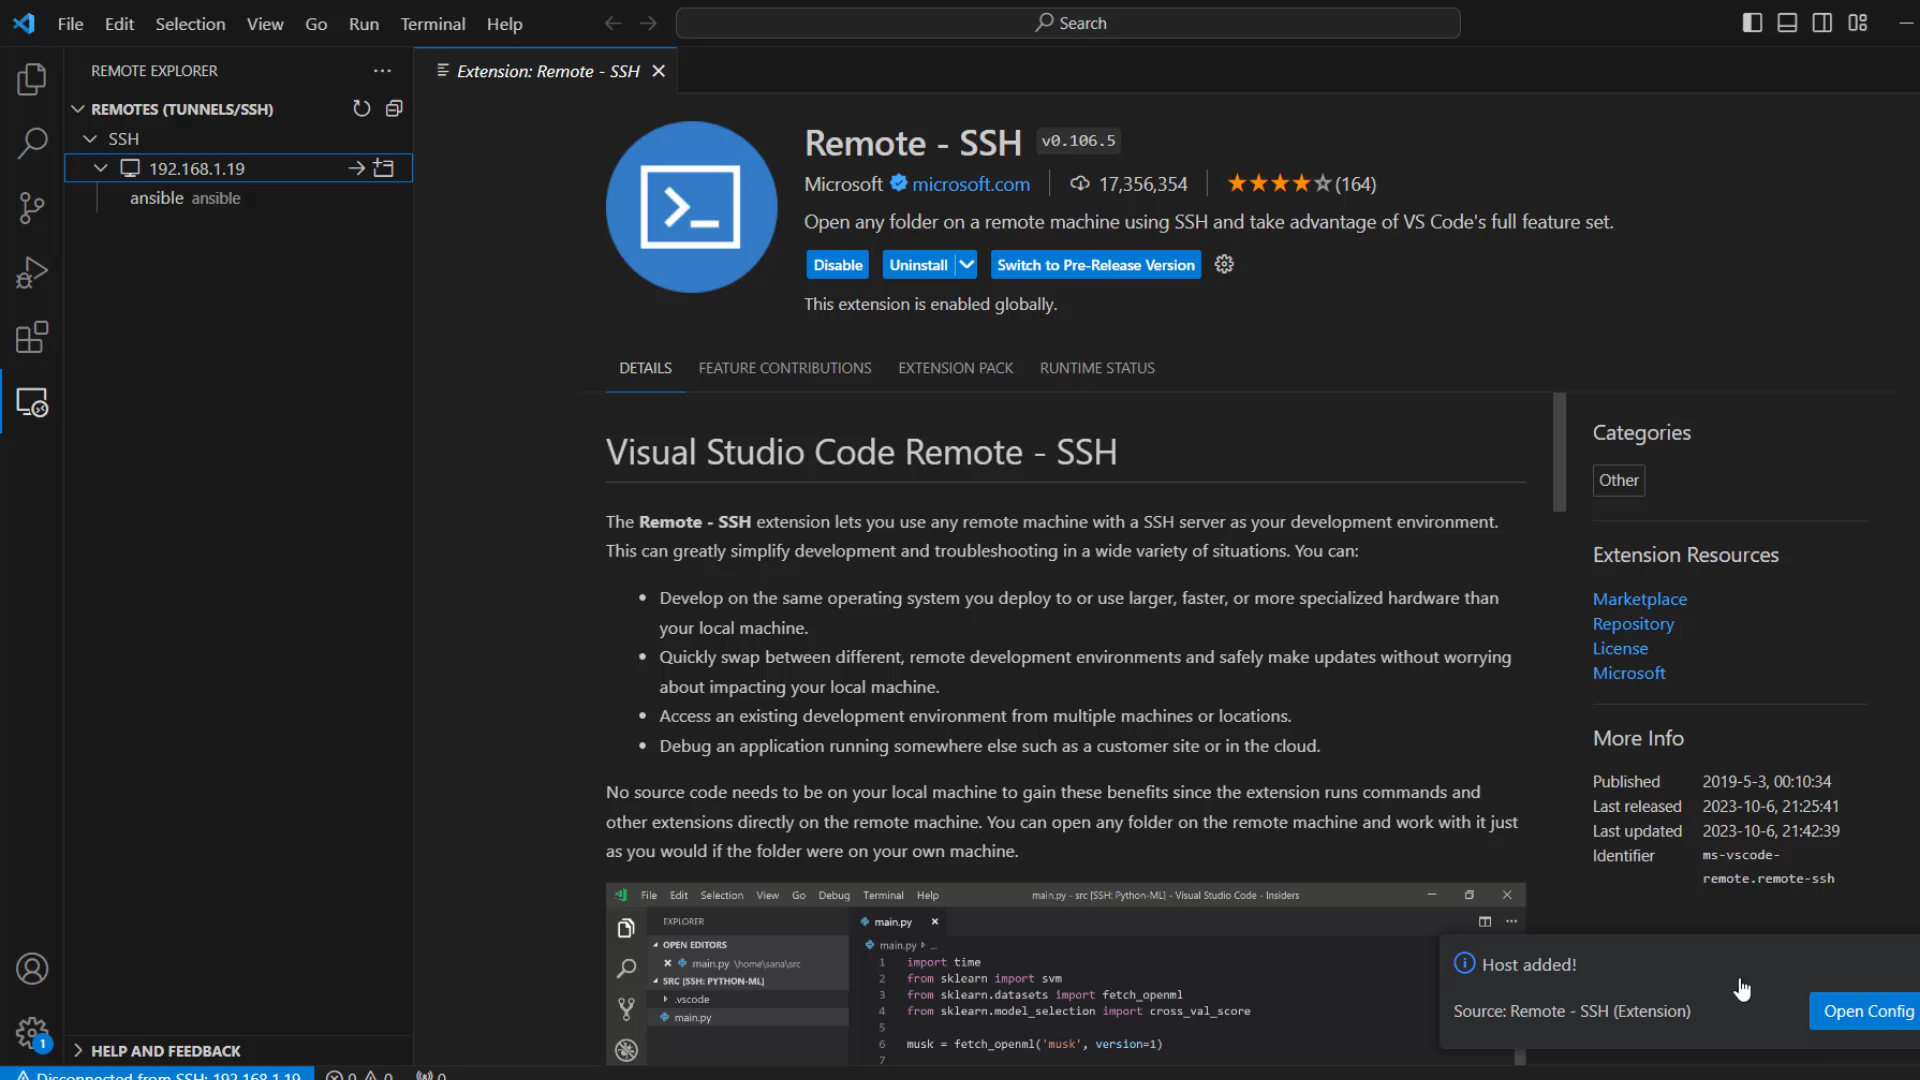 File Edit Selection View Go Run Terminal Help
Search
REMOTE EXPLORER
REMOTES (TUNNELS/SSH)
SSH
192.168.1.19
ansible ansible
HELP AND FEEDBACK
1
Extension: Remote - SSH
Remote - SSH v0.106.5
Microsoft microsoft.com 17,356,354 (164)
Open any folder on a remote machine using SSH and take advantage of VS Code's full feature set.
Disable Uninstall Switch to Pre-Release Version
This extension is enabled globally.
DETAILS FEATURE CONTRIBUTIONS EXTENSION PACK RUNTIME STATUS
Visual Studio Code Remote - SSH
The Remote - SSH extension lets you use any remote machine with a SSH server as your development environment.
This can greatly simplify development and troubleshooting in a wide variety of situations. You can:
• Develop on the same operating system you deploy to or use larger, faster, or more specialized hardware than
your local machine.
• Quickly swap between different, remote development environments and safely make updates without worrying
about impacting your local machine.
• Access an existing development environment from multiple machines or locations.
• Debug an application running somewhere else such as a customer site or in the cloud.
No source code needs to be on your local machine to gain these benefits since the extension runs commands and
other extensions directly on the remote machine. You can open any folder on the remote machine and work with it just
as you would if the folder were on your own machine.
File Edit Selection View Go Debug Terminal Help main.py - src [SSH: Python-ML] - Visual Studio Code - Insiders
EXPLORER
OPEN EDITORS
main.py \home\sana\src
SRC [SSH: PYTHON-ML]
.vscode
main.py
main.py
main.py ...
1 import time
2 from sklearn import svm
3 from sklearn.datasets import fetch_openml
4 from sklearn.model_selection import cross_val_score
5
6 musk = fetch_openml('musk', version=1)
7
Categories
Other
Extension Resources
Marketplace
Repository
License
Microsoft
More Info
Published 2019-5-3, 00:10:34
Last released 2023-10-6, 21:25:41
Last updated 2023-10-6, 21:42:39
Identifier ms-vscode-
remote.remote-ssh
Host added!
Source: Remote - SSH (Extension)
Open Config
Disconnected from SSH: 192.168.1.19 0 0 0